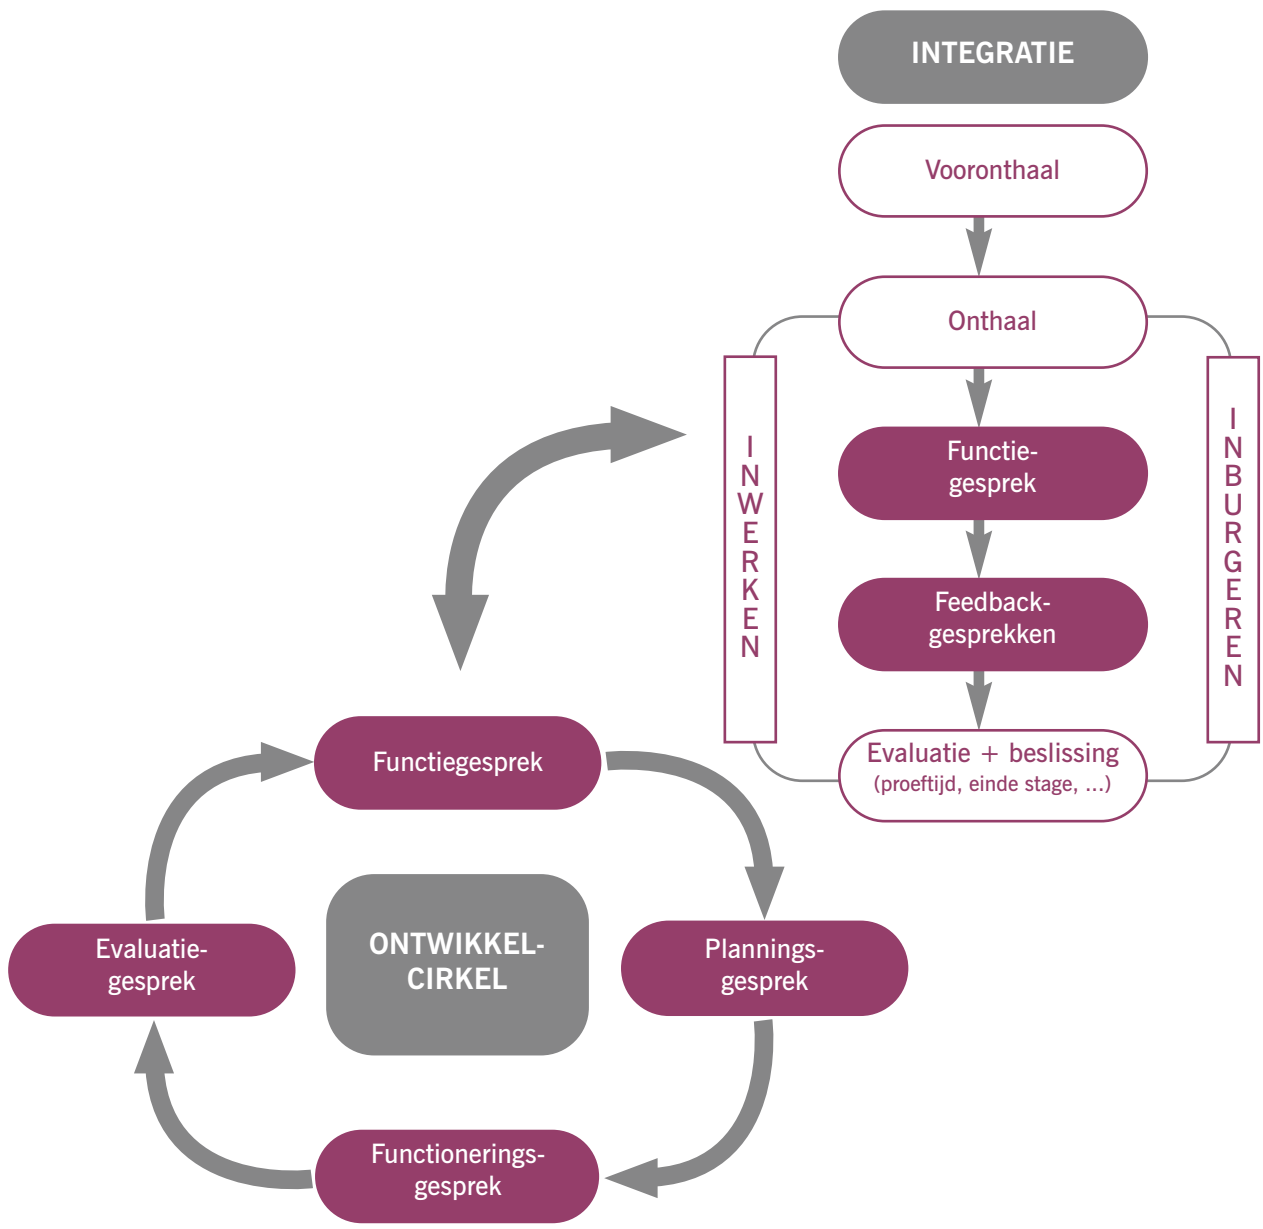 INTEGRATIE
Vooronthaal
Onthaal
INWERKEN
INBURGEREN
Functie-
gesprek
Feedback-
gesprekken
Evaluatie + beslissing
(proeftijd, einde stage, ...)
Functiegesprek
ONTWIKKEL-
CIRKEL
Evaluatie-
gesprek
Plannings-
gesprek
Functionerings-
gesprek